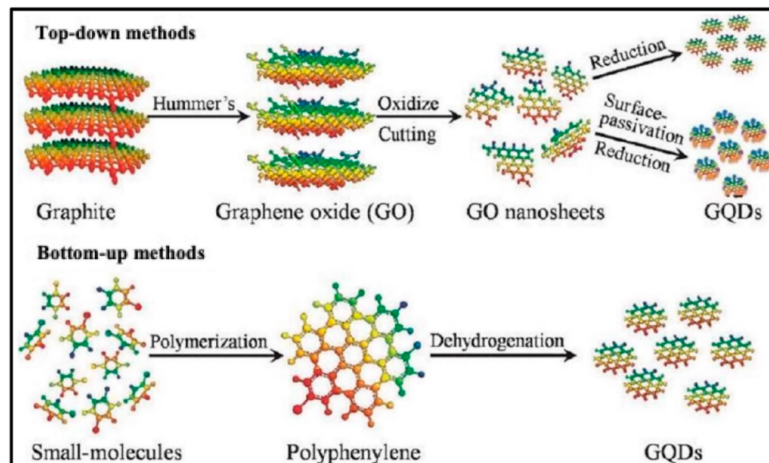 Top-down methods
Hummer's
Oxidize
Cutting
Reduction
Surface-
passivation
Reduction
Graphite
Graphene oxide (GO)
GO nanosheets
GQDs
Bottom-up methods
Polymerization
Dehydrogenation
Small-molecules
Polyphenylene
GQDs